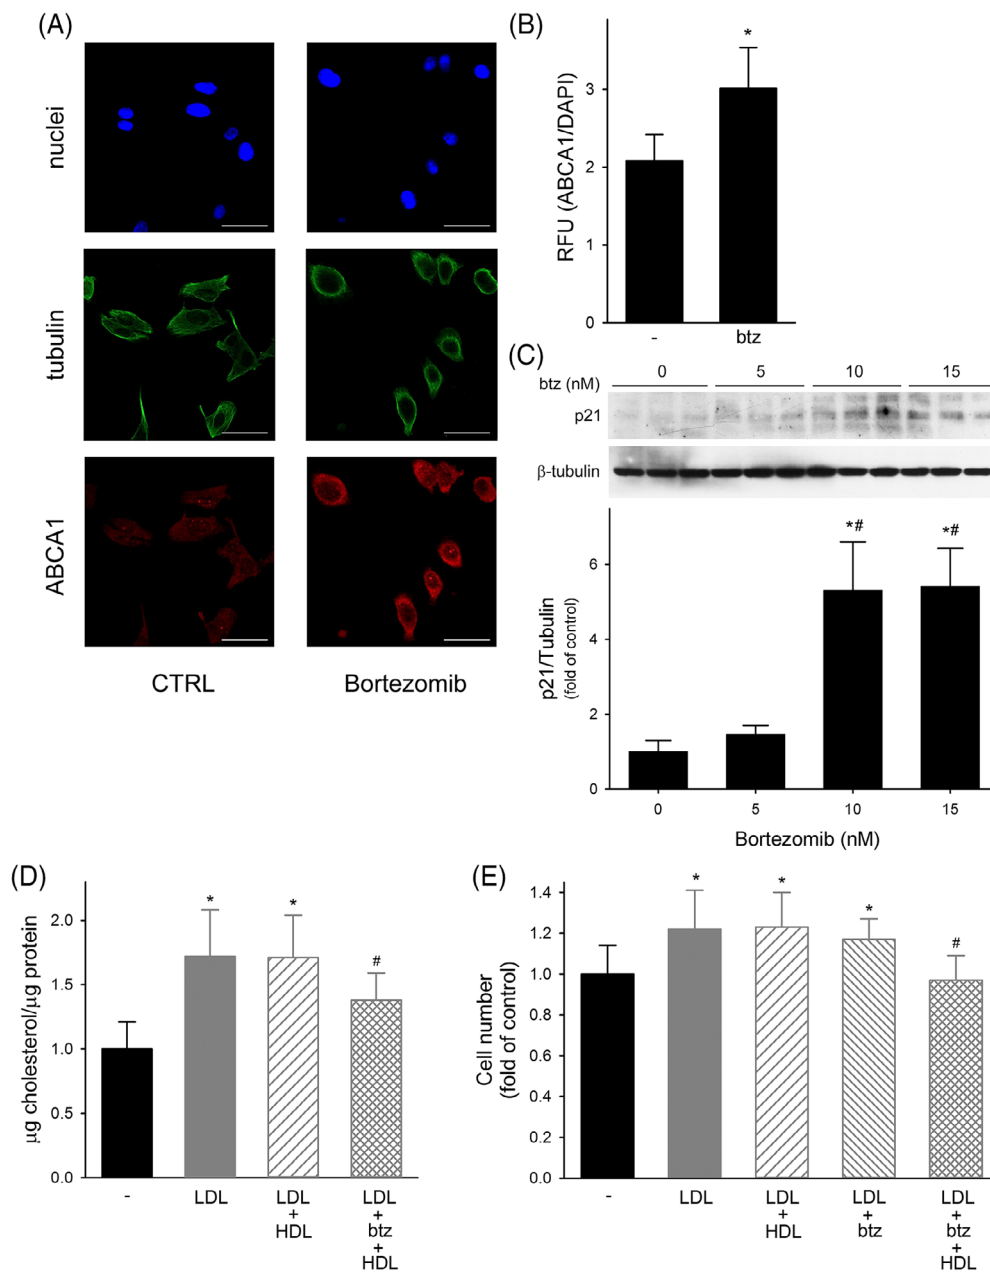 (A)
nuclei
tubulin
ABCA1
CTRL
Bortezomib
(B)
RFU (ABCA1/DAPI)
3
2
1
0
*
-
btz
(C)
btz (nM)
0
5
10
15
p21
β-tubulin
p21/Tubulin
(fold of control)
6
4
2
0
*#
*#
0
5
10
15
Bortezomib (nM)
(D)
μg cholesterol/μg protein
2.0
1.5
1.0
0.5
0.0
*
*
#
-
LDL
LDL
+
HDL
LDL
+
btz
+
HDL
(E)
Cell number
(fold of control)
1.4
1.2
1.0
0.8
0.6
0.4
0.2
0.0
*
*
*
#
-
LDL
LDL
+
HDL
LDL
+
btz
LDL
+
btz
+
HDL